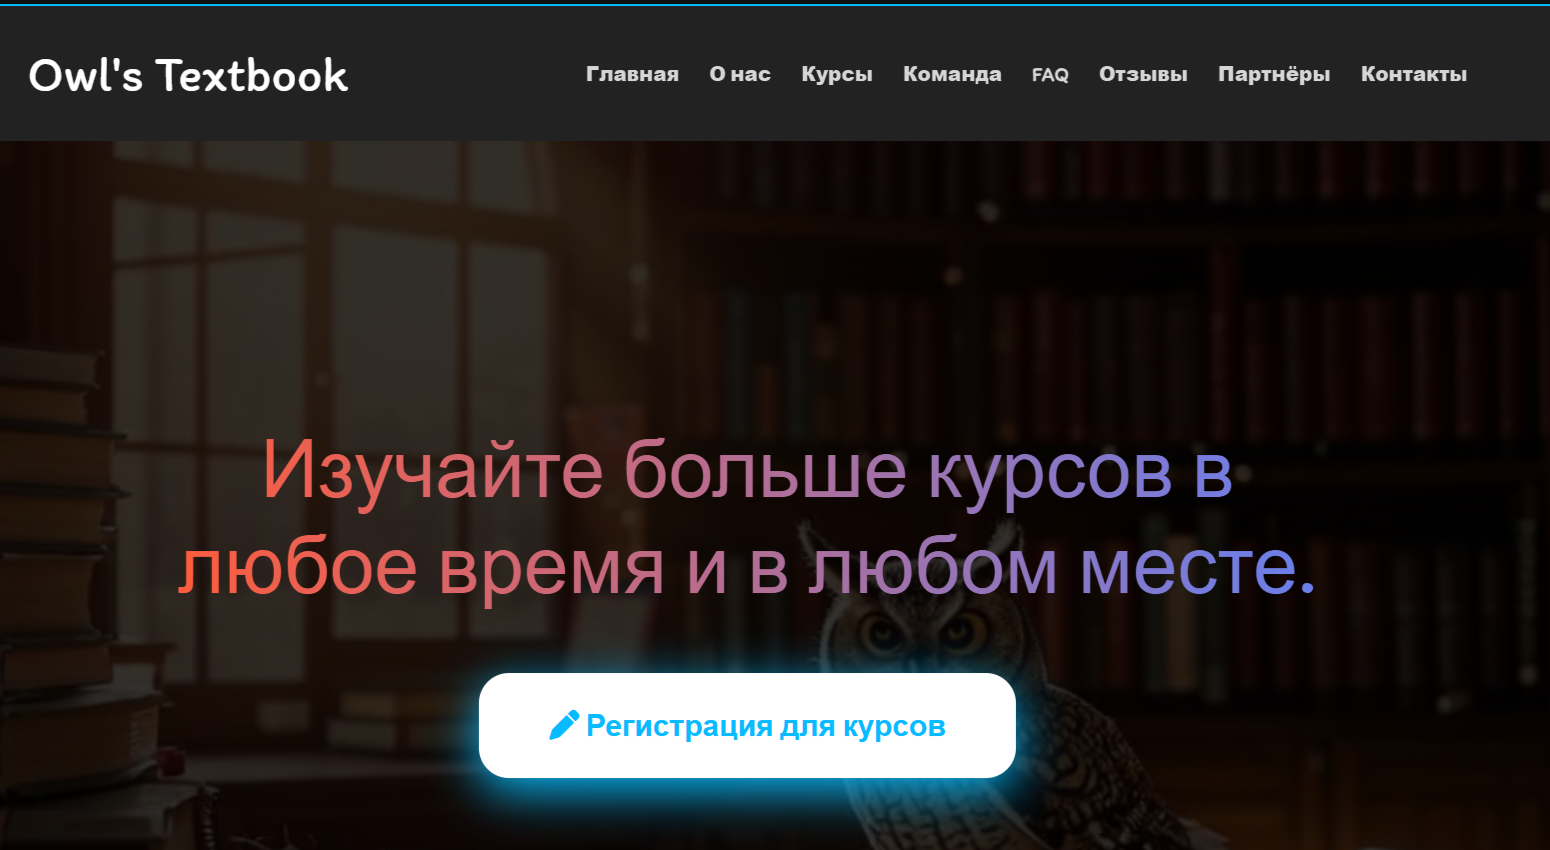 Owl's Textbook
Главная О нас Курсы Команда FAQ Отзывы Партнёры Контакты
Изучайте больше курсов в
любое время и в любом месте.
Регистрация для курсов